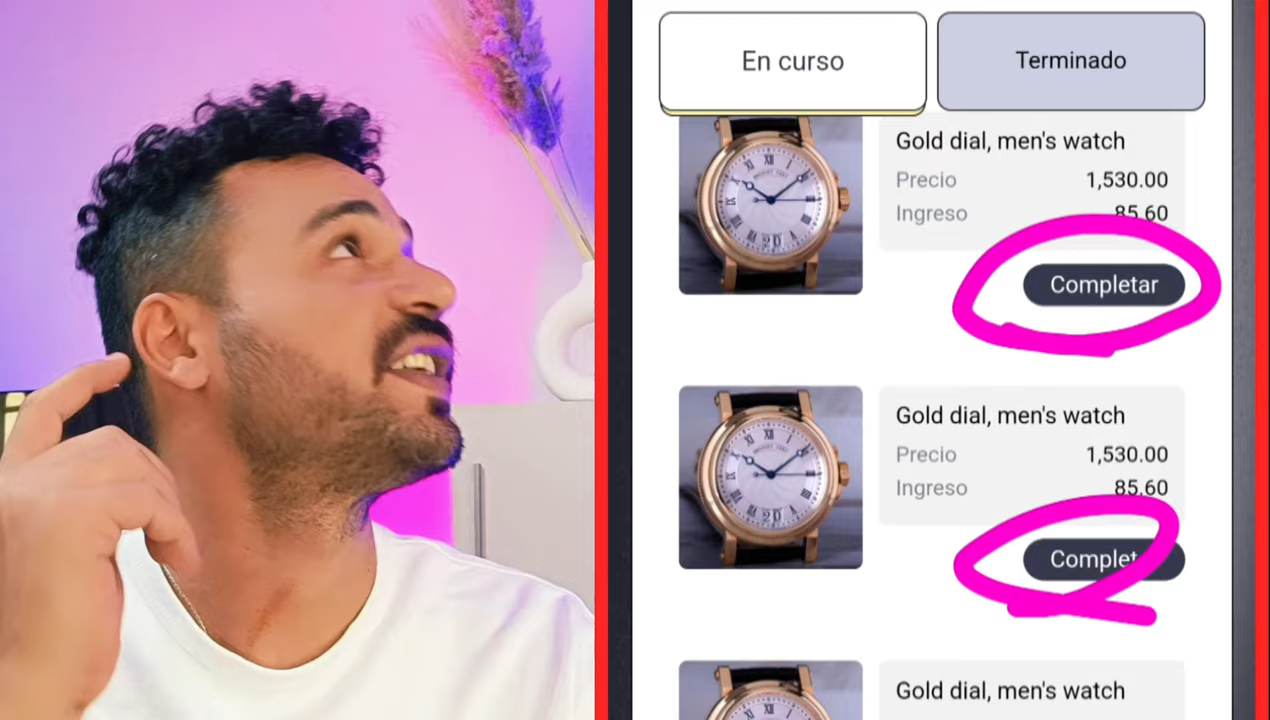 En curso
Terminado
Gold dial, men's watch
Precio 1,530.00
Ingreso 85.60
Completar
Gold dial, men's watch
Precio 1,530.00
Ingreso 85.60
Complet
Gold dial, men's watch